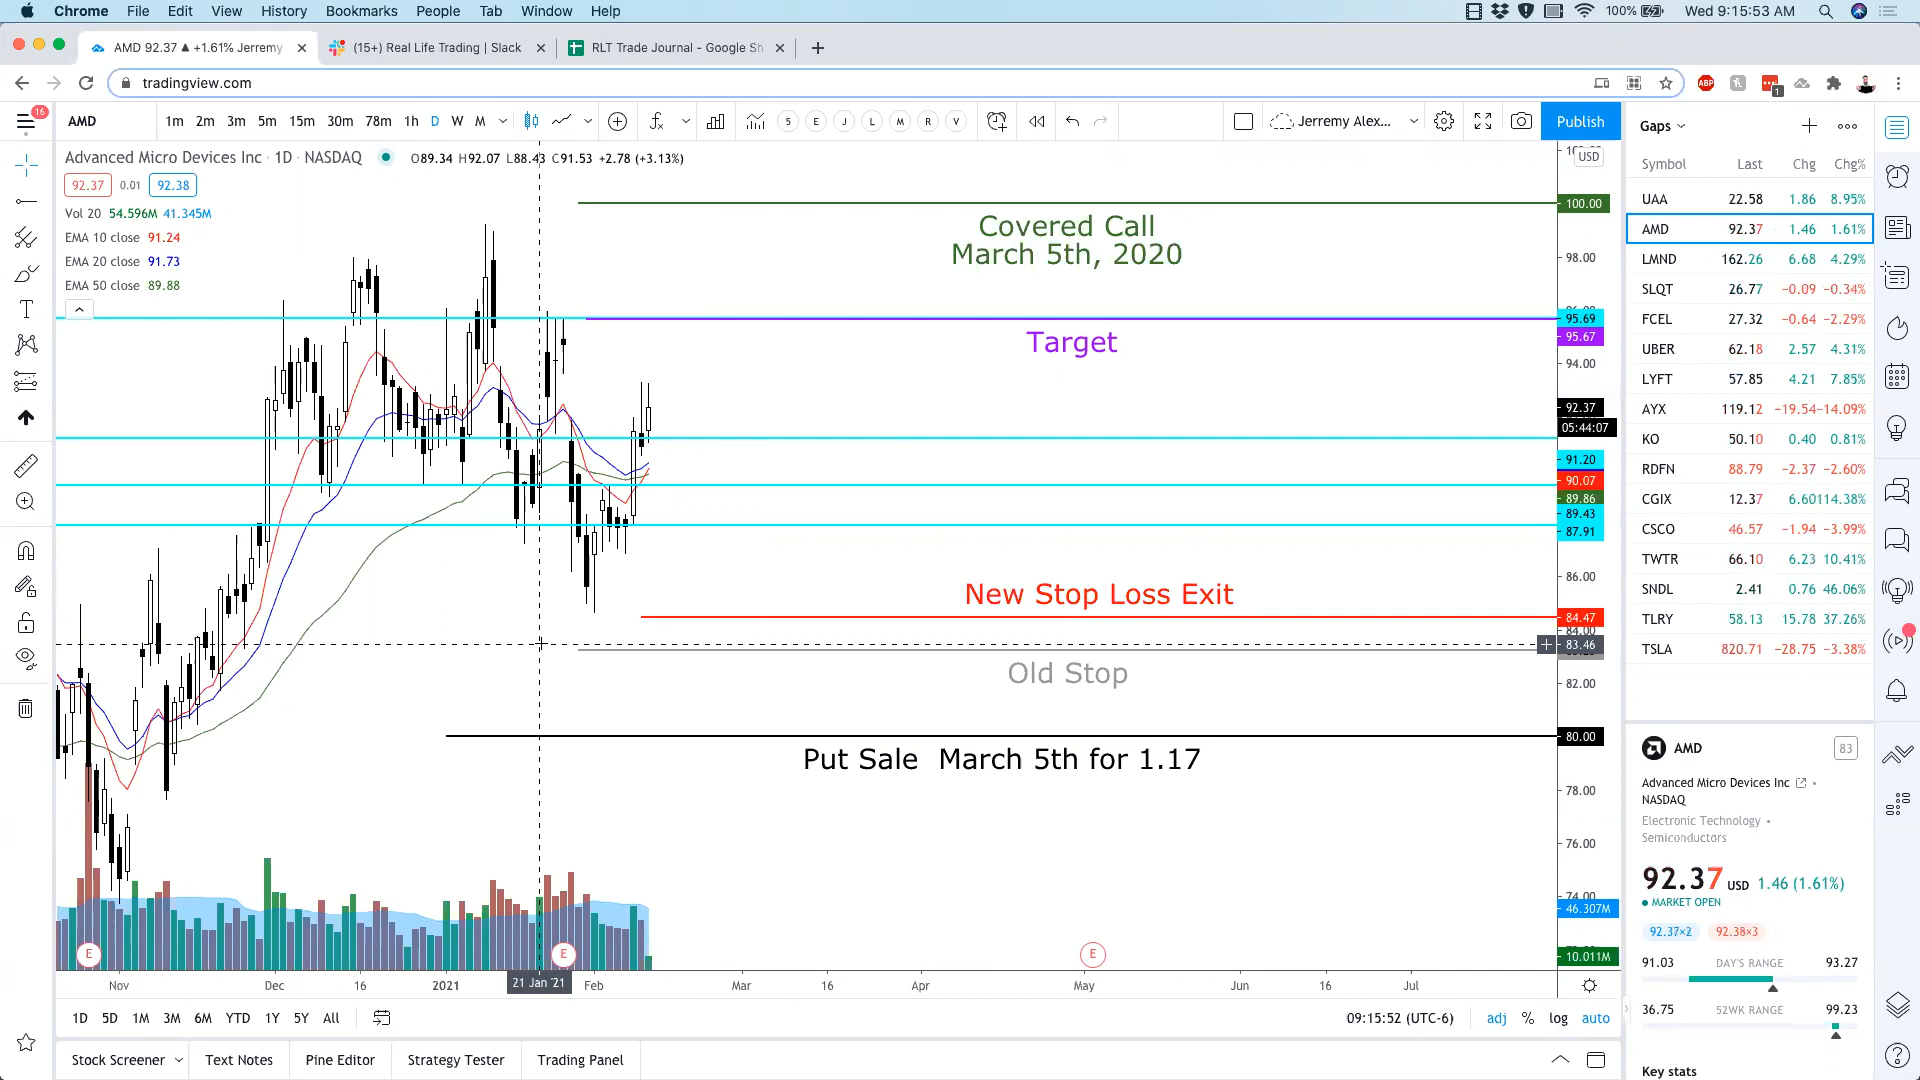 Chrome File Edit View History Bookmarks People Tab Window Help 100% Wed 9:15:53 AM
AMD 92.37 ▲ +1.61% Jerremy (15+) Real Life Trading | Slack RLT Trade Journal - Google Sh
tradingview.com
16 AMD 1m 2m 3m 5m 15m 30m 78m 1h D W M S E J L M R V Jerremy Alex... Publish
Advanced Micro Devices Inc · 1D · NASDAQ O89.34 H92.07 L88.43 C91.53 +2.78 (+3.13%)
92.37 0.01 92.38
Vol 20 54.596M 41.345M
EMA 10 close 91.24
EMA 20 close 91.73
EMA 50 close 89.88
USD
100.00
Covered Call
March 5th, 2020
98.00
95.69
95.67
Target
94.00
92.37
05:44:07
91.20
90.07
89.86
89.43
87.91
86.00
New Stop Loss Exit
84.47
84.00
83.46
Old Stop
82.00
80.00
Put Sale March 5th for 1.17
78.00
76.00
74.00
46.307M
10.011M
E E E
Nov Dec 16 2021 21 Jan '21 Feb Mar 16 Apr May Jun 16 Jul
1D 5D 1M 3M 6M YTD 1Y 5Y All 09:15:52 (UTC-6) adj % log auto
Stock Screener Text Notes Pine Editor Strategy Tester Trading Panel
Gaps
Symbol Last Chg Chg%
UAA 22.58 1.86 8.95%
AMD 92.37 1.46 1.61%
LMND 162.26 6.68 4.29%
SLQT 26.77 −0.09 −0.34%
FCEL 27.32 −0.64 −2.29%
UBER 62.18 2.57 4.31%
LYFT 57.85 4.21 7.85%
AYX 119.12 −19.54 −14.09%
KO 50.10 0.40 0.81%
RDFN 88.79 −2.37 −2.60%
CGIX 12.37 6.60 114.38%
CSCO 46.57 −1.94 −3.99%
TWTR 66.10 6.23 10.41%
SNDL 2.41 0.76 46.06%
TLRY 58.13 15.78 37.26%
TSLA 820.71 −28.75 −3.38%
AMD 83
Advanced Micro Devices Inc •
NASDAQ
Electronic Technology •
Semiconductors
92.37 USD 1.46 (1.61%)
• MARKET OPEN
92.37×2 92.38×3
91.03 DAY'S RANGE 93.27
36.75 52WK RANGE 99.23
Key stats